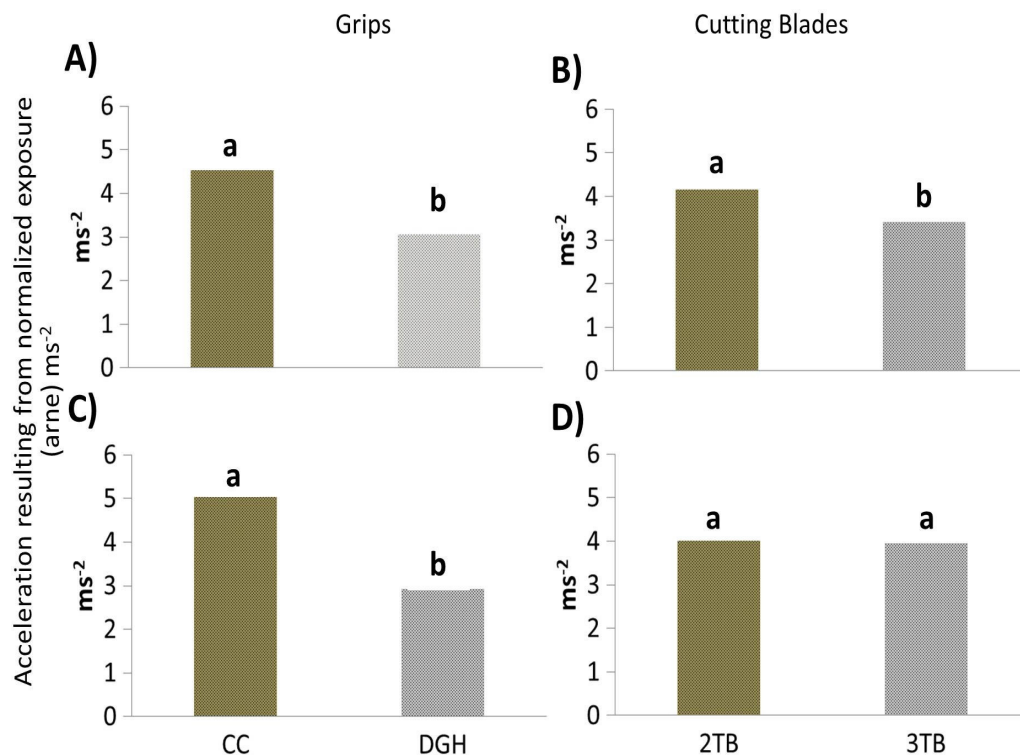 Grips
Cutting Blades
Acceleration resulting from normalized exposure
(arne) ms-2
A)
6
5
4
3
2
1
0
ms-2
a
b
B)
6
5
4
3
2
1
0
ms-2
a
b
C)
6
5
4
3
2
1
0
ms-2
a
b
CC
DGH
D)
6
5
4
3
2
1
0
ms-2
a
a
2TB
3TB